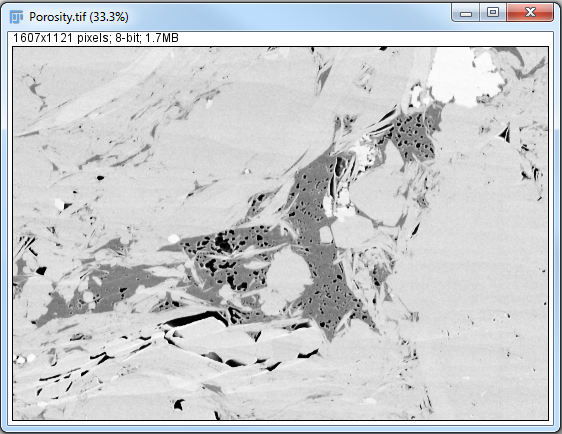 Porosity.tif (33.3%)
1607x1121 pixels; 8-bit; 1.7MB